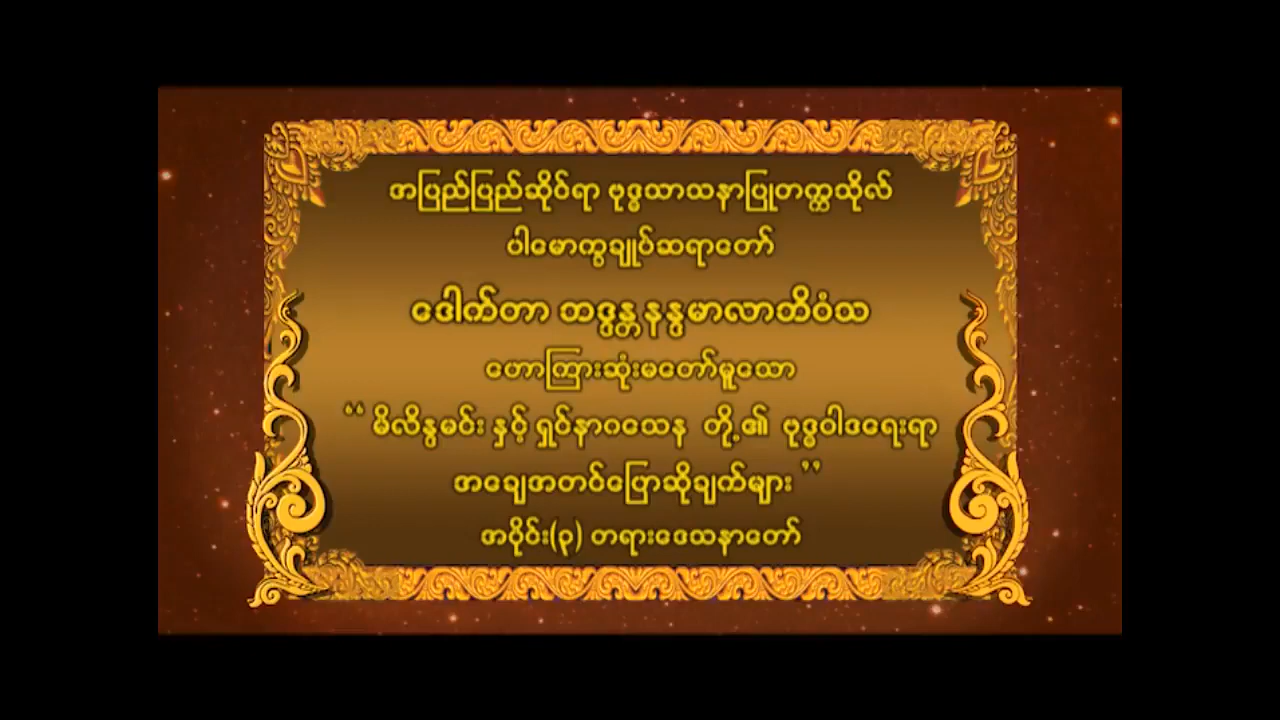 အပြည်ပြည်ဆိုင်ရာ ဗုဒ္ဓသာသနာပြုတက္ကသိုလ်
ပါမောက္ခချုပ်ဆရာတော်
ဒေါက်တာ ဘဒ္ဒန္တနန္ဒမာလာဘိဝံသ
ဟောကြားဆုံးမတော်မူသော
“ မိလိန္ဒမင်း နှင့် ရှင်နာဂသေန တို့၏ ဗုဒ္ဓဝါဒရေးရာ
အချေအတင်ပြောဆိုချက်များ ”
အပိုင်း(၃) တရားဒေသနာတော်